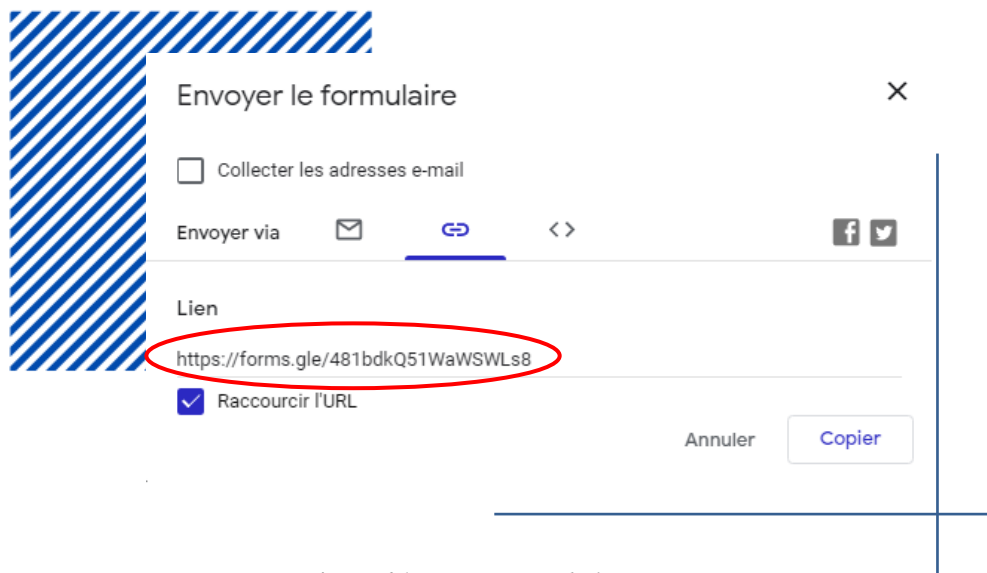 Envoyer le formulaire
Collecter les adresses e-mail
Envoyer via
Lien
https://forms.gle/481bdkQ51WaWSWLs8
Raccourcir l'URL
Annuler
Copier